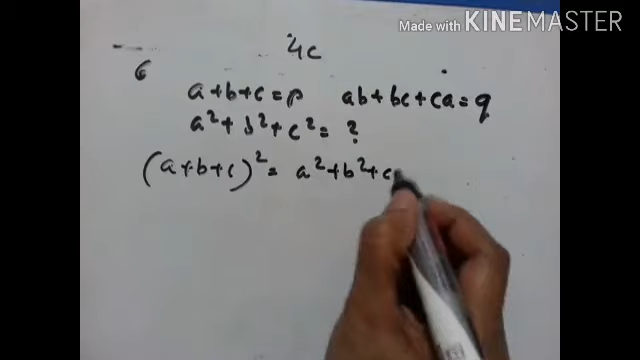 Made with KINEMASTER
4c
6
a+b+c=p ab+bc+ca=q
a²+b²+c²= ?
(a+b+c)²= a²+b²+c